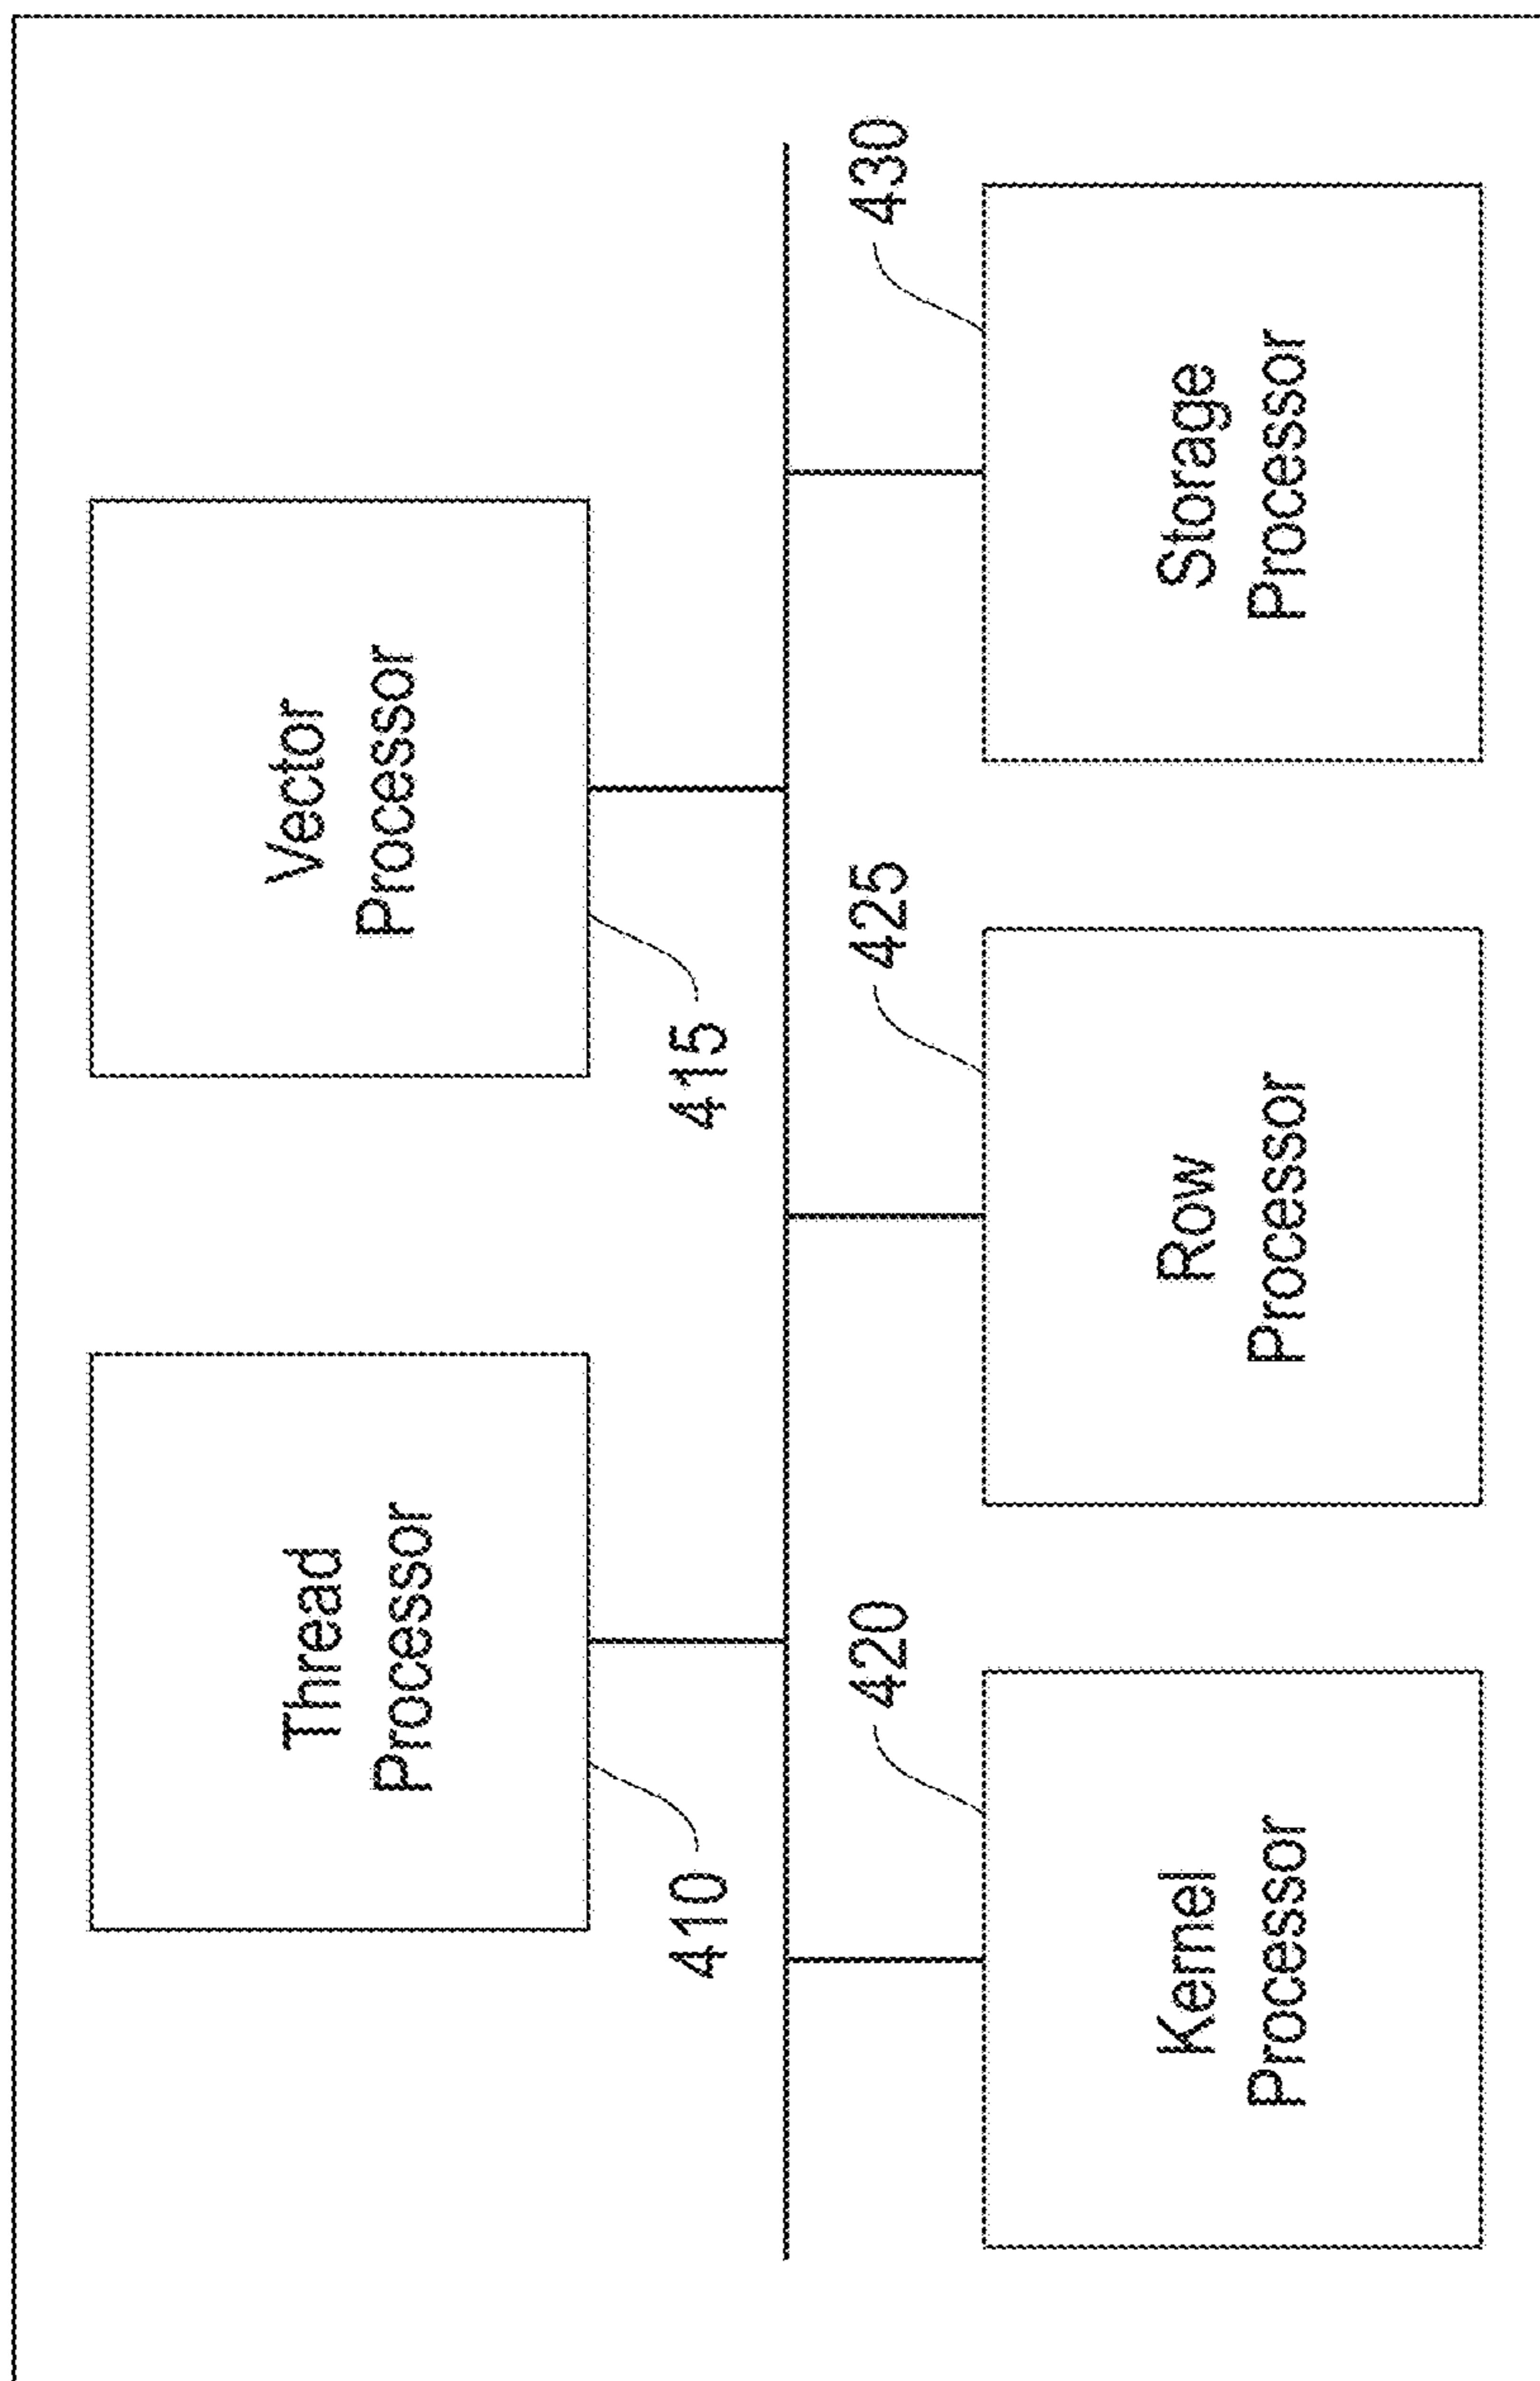 Thread
Processor
410
Vector
Processor
415
420
Kernel
Processor
425
Row
Processor
430
Storage
Processor